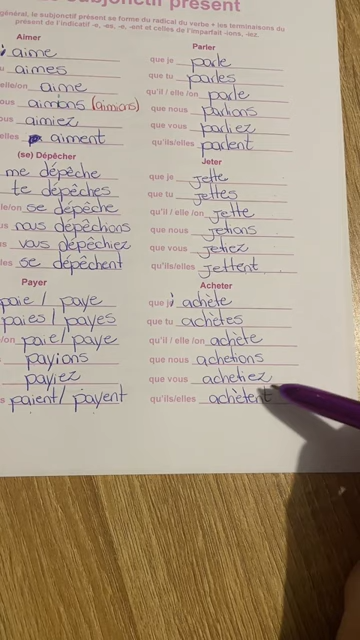 subjonctif présent
général, le subjonctif présent se forme du radical du verbe + les terminaisons du
présent de l'indicatif -e, -es, -e, -ent et celles de l'imparfait -ions, -iez.
Aimer
aime
aimes
elle/on aime
ous aimions (aimions)
ous aimiez
elles aiment
Parler
que je parle
que tu parles
qu'il / elle /on parle
que nous parlions
que vous parliez
qu'ils/elles parlent
(se) Dépêcher
me dépêche
te dépêches
le/on se dépêche
us nous dépêchions
us vous dépêchiez
les se dépêchent
Jeter
que je jette
que tu jettes
qu'il / elle /on jette
que nous jetions
que vous jetiez
qu'ils/elles jettent
Payer
paie / paye
paies / payes
/on paie / paye
payions
payiez
s paient / payent
Acheter
que j' achète
que tu achètes
qu'il / elle /on achète
que nous achetions
que vous achetiez
qu'ils/elles achètent